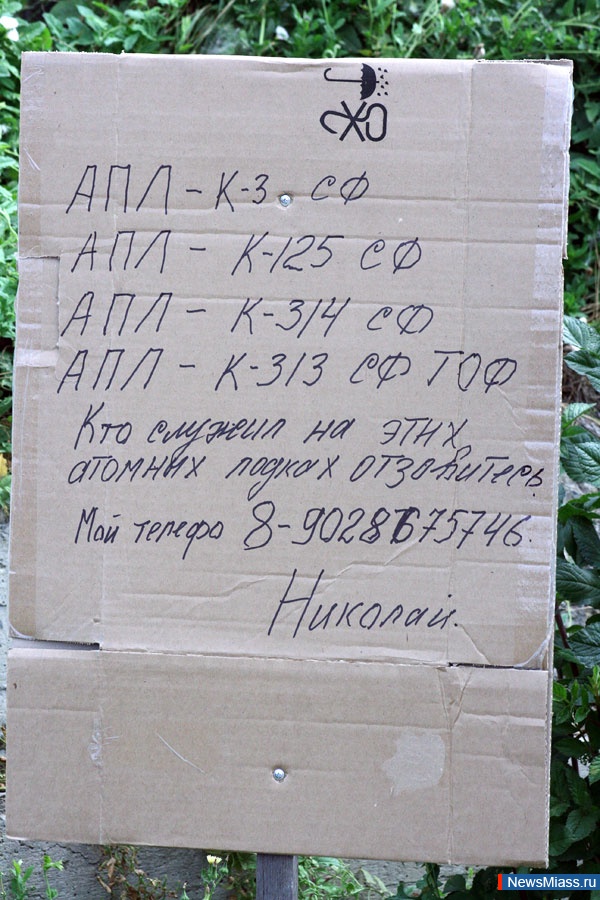 АПЛ - К-3 СФ
АПЛ - К-125 СФ
АПЛ - К-314 СФ
АПЛ - К-313 СФ ТОФ
Кто служил на этих
атомних лодках отзовитесь
Мой телефо 8-9028675746.
Николай.
NewsMiass.ru